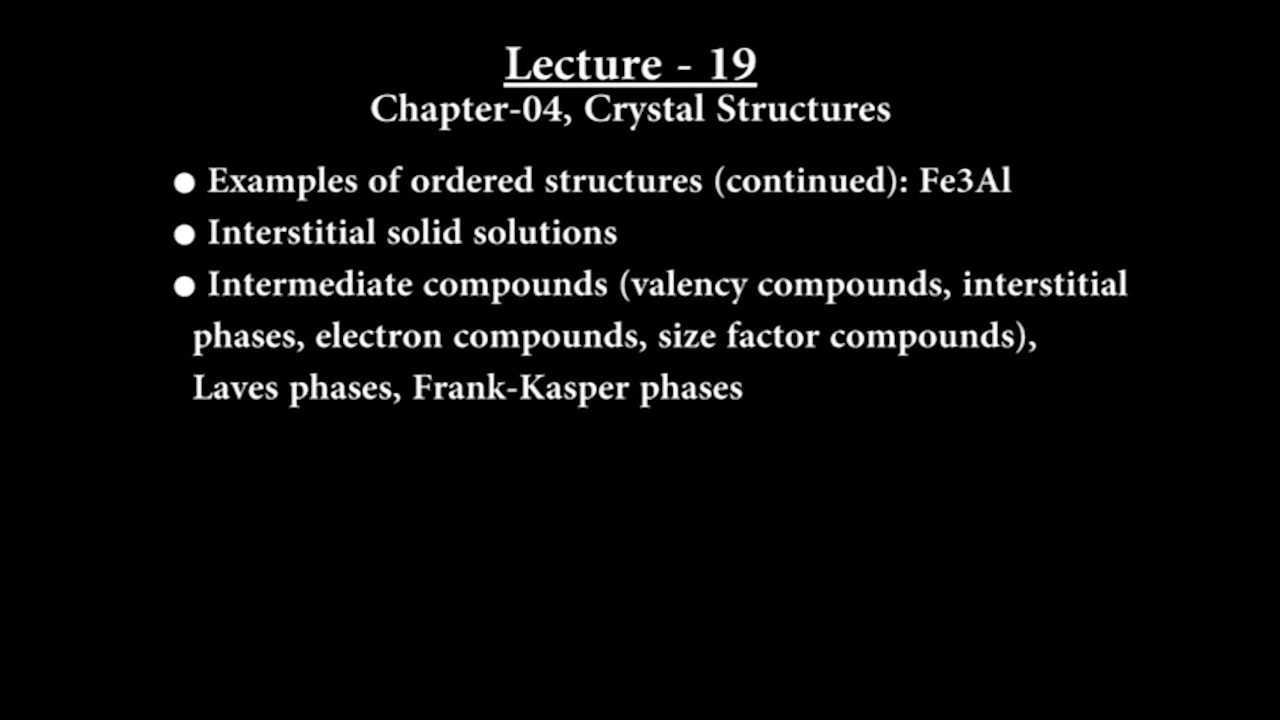 Lecture - 19
Chapter-04, Crystal Structures
● Examples of ordered structures (continued): Fe3Al
● Interstitial solid solutions
● Intermediate compounds (valency compounds, interstitial
phases, electron compounds, size factor compounds),
Laves phases, Frank-Kasper phases